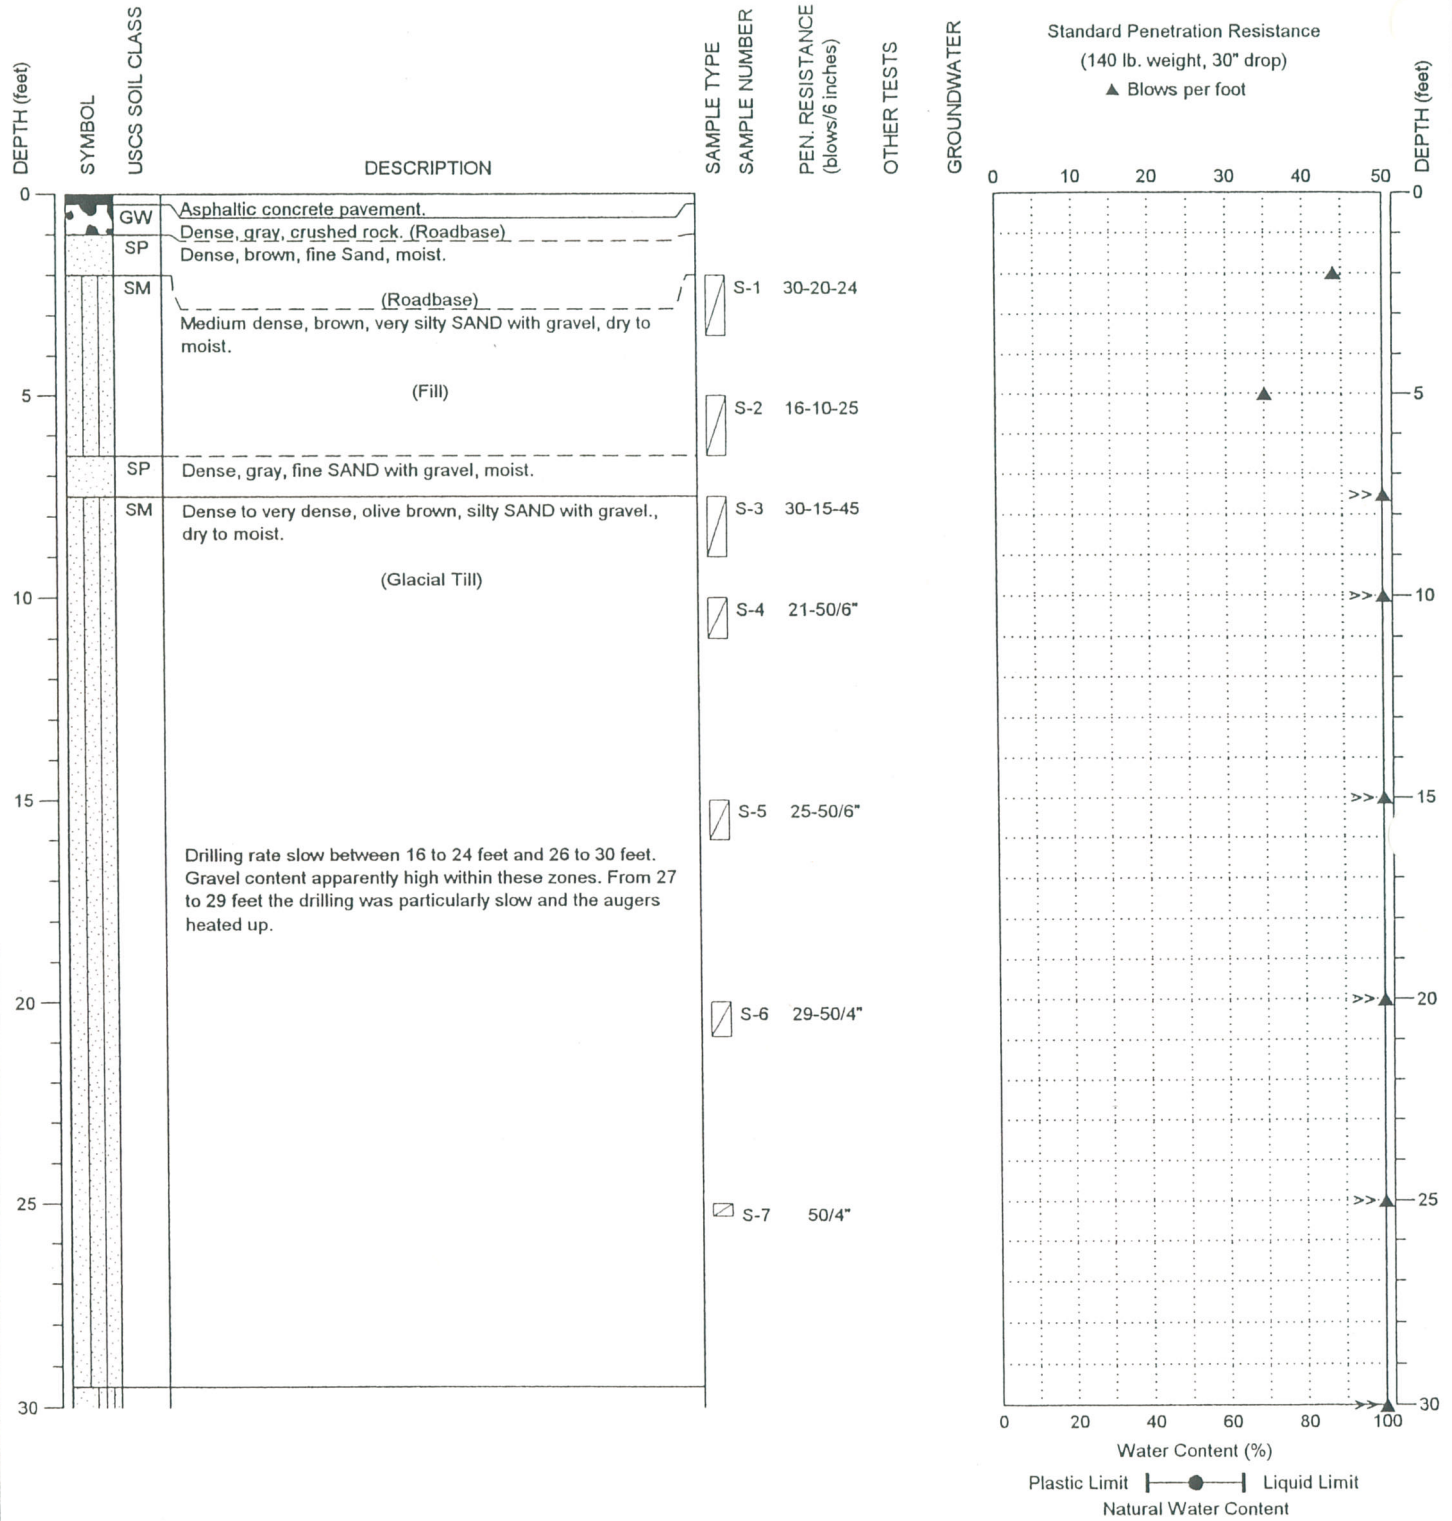 DEPTH (feet)
SYMBOL
USCS SOIL CLASS
DESCRIPTION
SAMPLE TYPE
SAMPLE NUMBER
PEN. RESISTANCE
(blows/6 inches)
OTHER TESTS
GROUNDWATER
Standard Penetration Resistance
(140 lb. weight, 30" drop)
▲ Blows per foot
DEPTH (feet)
0 10 20 30 40 50
0
Asphaltic concrete pavement.
0
GW
Dense, gray, crushed rock. (Roadbase)
SP
Dense, brown, fine Sand, moist.
SM
(Roadbase)
S-1 30-20-24
Medium dense, brown, very silty SAND with gravel, dry to
moist.
5
(Fill)
S-2 16-10-25
5
SP
Dense, gray, fine SAND with gravel, moist.
>>
SM
Dense to very dense, olive brown, silty SAND with gravel.,
dry to moist.
S-3 30-15-45
(Glacial Till)
10
S-4 21-50/6"
>>
10
15
S-5 25-50/6"
>>
15
Drilling rate slow between 16 to 24 feet and 26 to 30 feet.
Gravel content apparently high within these zones. From 27
to 29 feet the drilling was particularly slow and the augers
heated up.
20
S-6 29-50/4"
>>
20
25
S-7 50/4"
>>
25
30
>>
30
0 20 40 60 80 100
Water Content (%)
Plastic Limit Liquid Limit
Natural Water Content